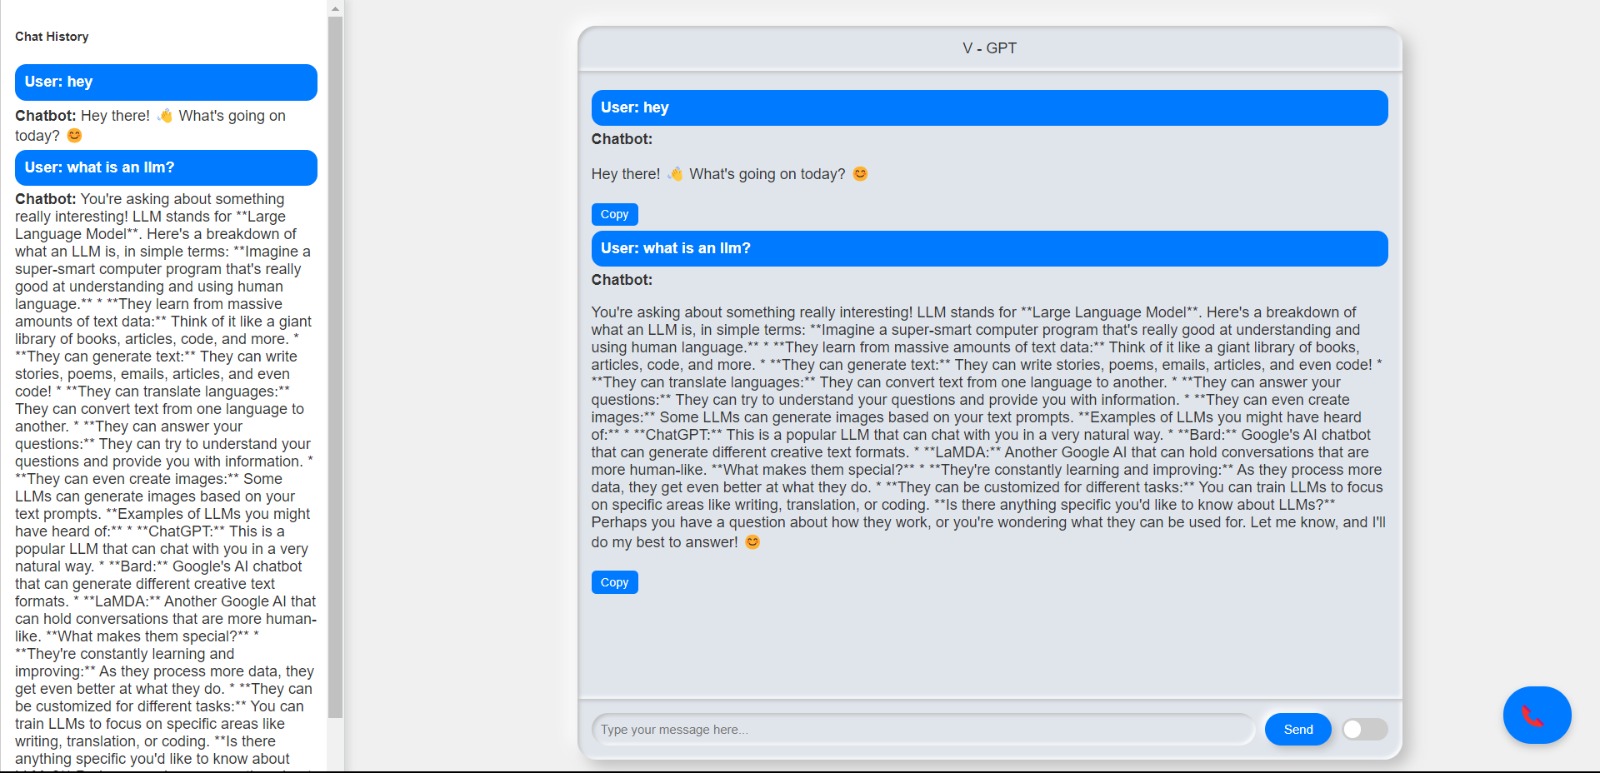 Chat History
User: hey
Chatbot: Hey there! 👋 What's going on
today? 😊
User: what is an llm?
Chatbot: You're asking about something
really interesting! LLM stands for **Large
Language Model**. Here's a breakdown of
what an LLM is, in simple terms: **Imagine a
super-smart computer program that's really
good at understanding and using human
language.** * **They learn from massive
amounts of text data:** Think of it like a giant
library of books, articles, code, and more. *
**They can generate text:** They can write
stories, poems, emails, articles, and even
code! * **They can translate languages:**
They can convert text from one language to
another. * **They can answer your
questions:** They can try to understand your
questions and provide you with information. *
**They can even create images:** Some
LLMs can generate images based on your
text prompts. **Examples of LLMs you might
have heard of:** * **ChatGPT:** This is a
popular LLM that can chat with you in a very
natural way. * **Bard:** Google's AI chatbot
that can generate different creative text
formats. * **LaMDA:** Another Google AI that
can hold conversations that are more human-
like. **What makes them special?** *
**They're constantly learning and
improving:** As they process more data, they
get even better at what they do. * **They can
be customized for different tasks:** You can
train LLMs to focus on specific areas like
writing, translation, or coding. **Is there
anything specific you'd like to know about
V - GPT
User: hey
Chatbot:
Hey there! 👋 What's going on today? 😊
Copy
User: what is an llm?
Chatbot:
You're asking about something really interesting! LLM stands for **Large Language Model**. Here's a breakdown of
what an LLM is, in simple terms: **Imagine a super-smart computer program that's really good at understanding and
using human language.** * **They learn from massive amounts of text data:** Think of it like a giant library of books,
articles, code, and more. * **They can generate text:** They can write stories, poems, emails, articles, and even code! *
**They can translate languages:** They can convert text from one language to another. * **They can answer your
questions:** They can try to understand your questions and provide you with information. * **They can even create
images:** Some LLMs can generate images based on your text prompts. **Examples of LLMs you might have heard
of:** * **ChatGPT:** This is a popular LLM that can chat with you in a very natural way. * **Bard:** Google's AI chatbot
that can generate different creative text formats. * **LaMDA:** Another Google AI that can hold conversations that are
more human-like. **What makes them special?** * **They're constantly learning and improving:** As they process more
data, they get even better at what they do. * **They can be customized for different tasks:** You can train LLMs to focus
on specific areas like writing, translation, or coding. **Is there anything specific you'd like to know about LLMs?**
Perhaps you have a question about how they work, or you're wondering what they can be used for. Let me know, and I'll
do my best to answer! 😊
Copy
Type your message here...
Send